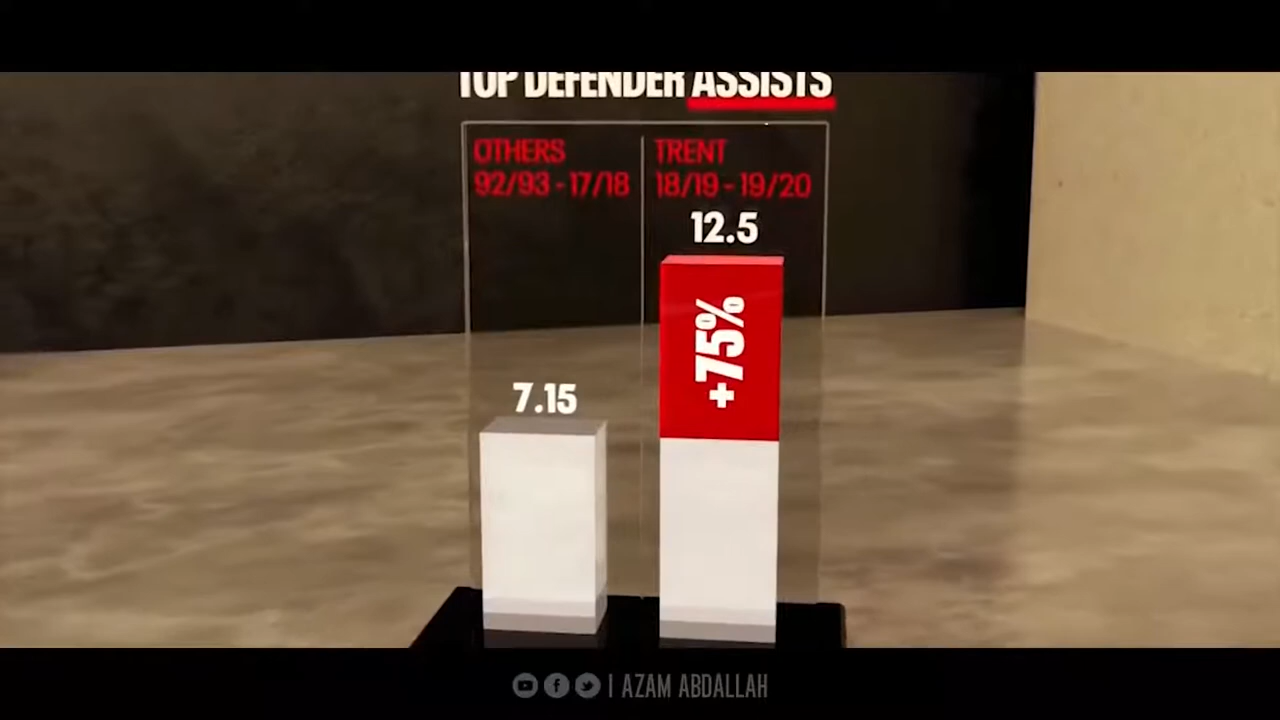 TOP DEFENDER ASSISTS
OTHERS
92/93 - 17/18
TRENT
18/19 - 19/20
12.5
+75%
7.15
| AZAM ABDALLAH